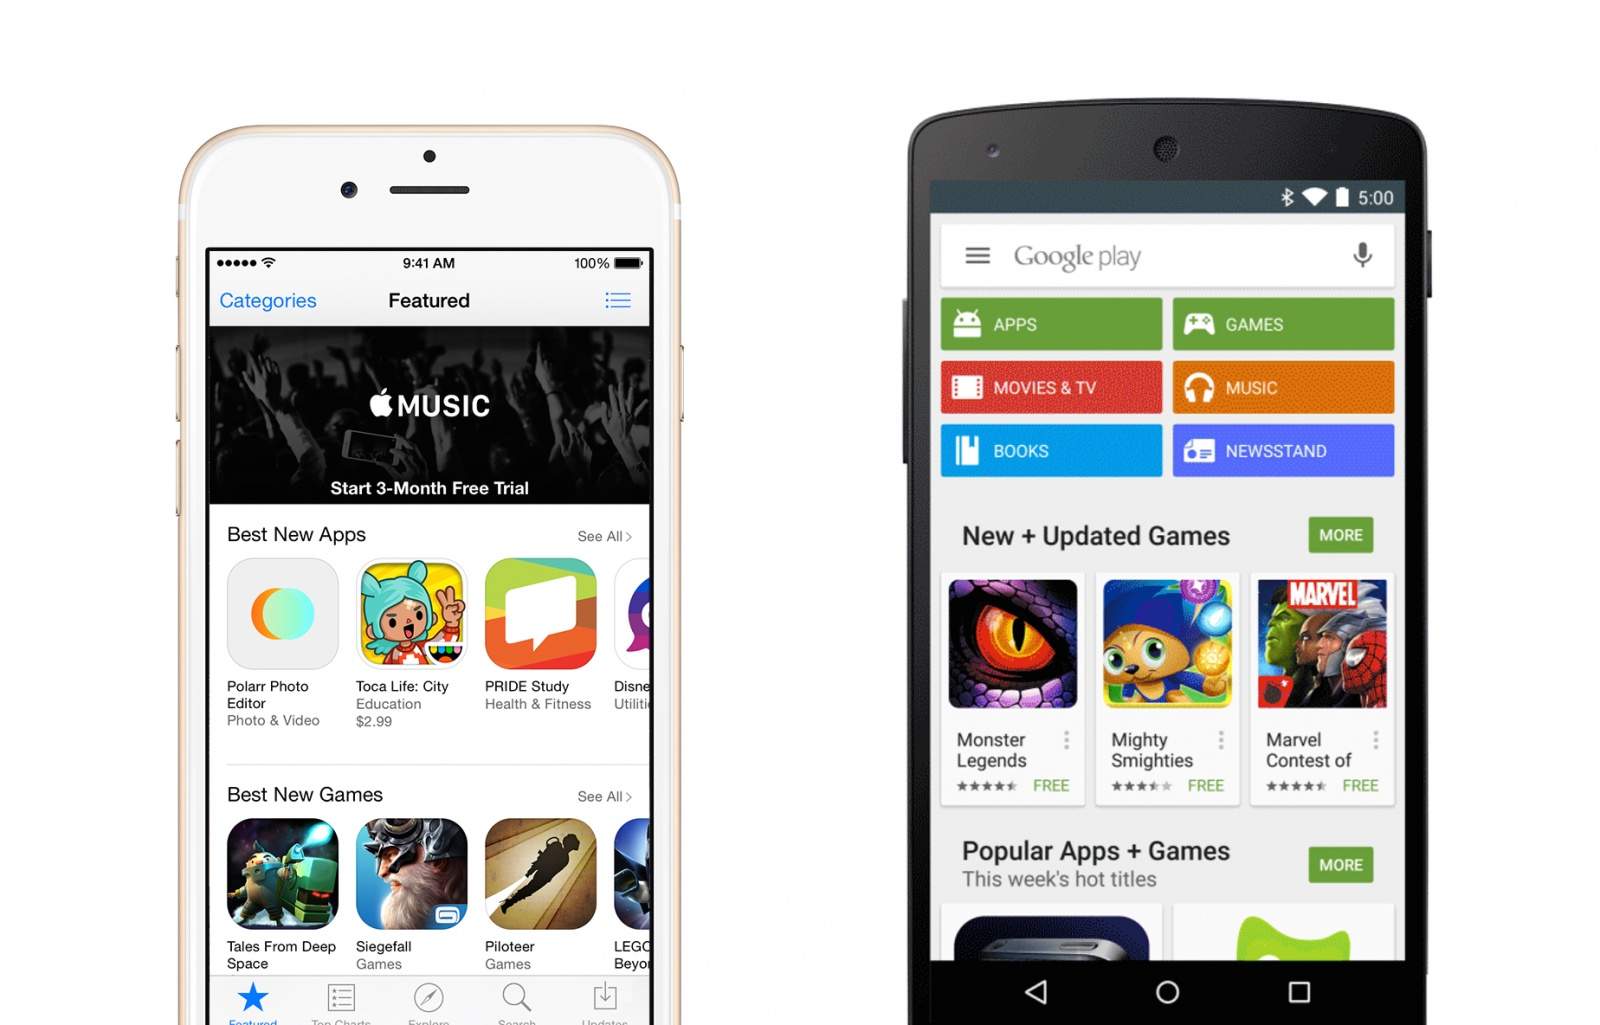 9:41 AM
100%
Categories
Featured
MUSIC
Start 3-Month Free Trial
Best New Apps
See All
Polarr Photo
Editor
Photo & Video
Toca Life: City
Education
$2.99
PRIDE Study
Health & Fitness
Disne
Utiliti
Best New Games
See All
Tales From Deep
Space
Siegefall
Games
Piloteer
Games
LEGO
Beyon
Featured
Top Charts
Explore
Search
Updates
5:00
Google play
APPS
GAMES
MOVIES & TV
MUSIC
BOOKS
NEWSSTAND
New + Updated Games
MORE
MARVEL
Monster
Legends
FREE
Mighty
Smighties
FREE
Marvel
Contest of
FREE
Popular Apps + Games
This week's hot titles
MORE